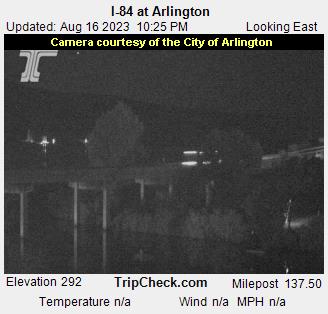 I-84 at Arlington
Updated: Aug 16 2023 10:25 PM Looking East
Camera courtesy of the City of Arlington
Elevation 292 TripCheck.com Milepost 137.50
Temperature n/a Wind n/a MPH n/a